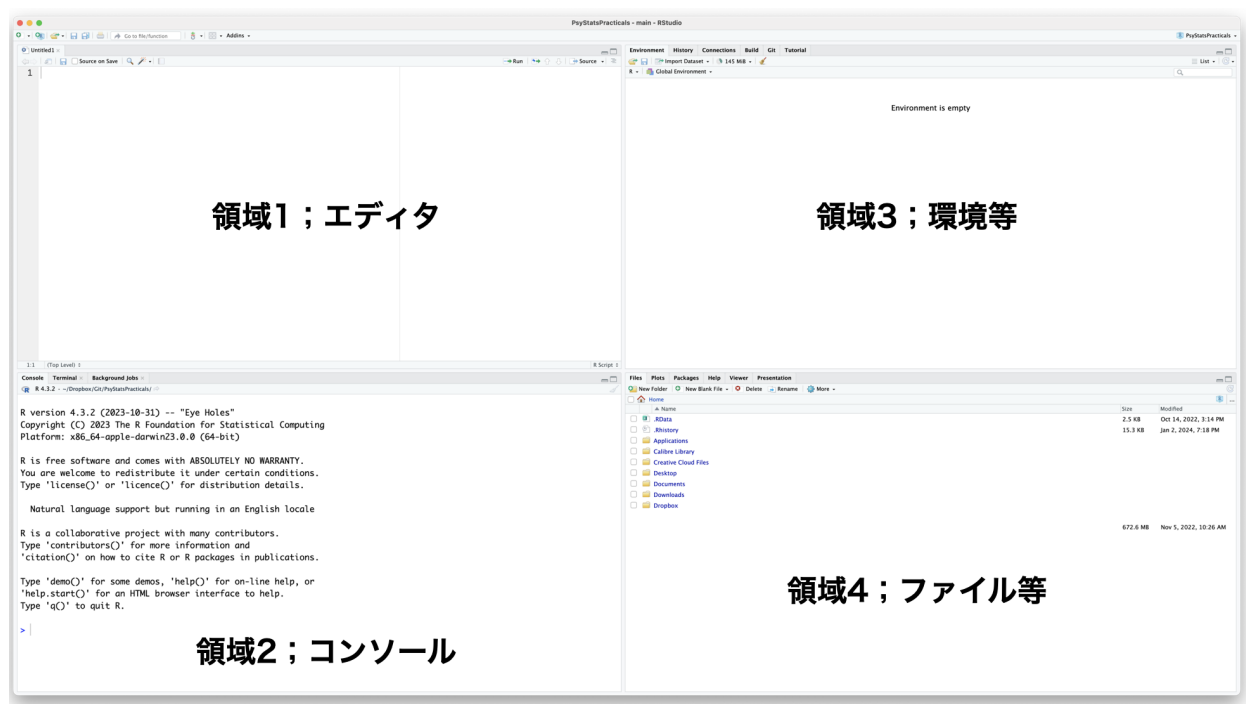 PsyStatsPracticals - main - RStudio
Go to file/function Addins PsyStatsPracticals
Untitled1
Source on Save Run Source
1
領域1；エディタ
1:1 (Top Level) R Script
Console Terminal Background Jobs
R 4.3.2 · ~/Dropbox/Git/PsyStatsPracticals/
R version 4.3.2 (2023-10-31) -- "Eye Holes"
Copyright (C) 2023 The R Foundation for Statistical Computing
Platform: x86_64-apple-darwin23.0.0 (64-bit)
R is free software and comes with ABSOLUTELY NO WARRANTY.
You are welcome to redistribute it under certain conditions.
Type 'license()' or 'licence()' for distribution details.
Natural language support but running in an English locale
R is a collaborative project with many contributors.
Type 'contributors()' for more information and
'citation()' on how to cite R or R packages in publications.
Type 'demo()' for some demos, 'help()' for on-line help, or
'help.start()' for an HTML browser interface to help.
Type 'q()' to quit R.
>
領域2；コンソール
Environment History Connections Build Git Tutorial
Import Dataset 145 MiB List
R Global Environment
Environment is empty
領域3；環境等
Files Plots Packages Help Viewer Presentation
New Folder New Blank File Delete Rename More
Home ...
Name Size Modified
.RData 2.5 KB Oct 14, 2022, 3:14 PM
.Rhistory 15.3 KB Jan 2, 2024, 7:18 PM
Applications
Calibre Library
Creative Cloud Files
Desktop
Documents
Downloads
Dropbox
672.6 MB Nov 5, 2022, 10:26 AM
領域4；ファイル等